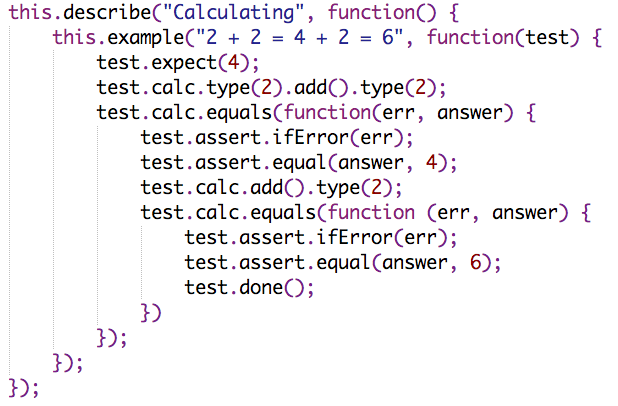 this.describe("Calculating", function() {
    this.example("2 + 2 = 4 + 2 = 6", function(test) {
        test.expect(4);
        test.calc.type(2).add().type(2);
        test.calc.equals(function(err, answer) {
            test.assert.ifError(err);
            test.assert.equal(answer, 4);
            test.calc.add().type(2);
            test.calc.equals(function (err, answer) {
                test.assert.ifError(err);
                test.assert.equal(answer, 6);
                test.done();
            })
        });
    });
});